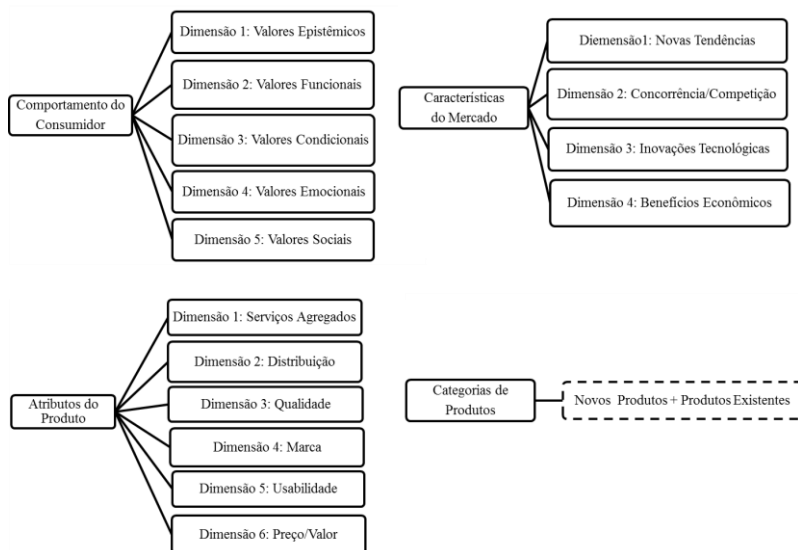 Comportamento do
Consumidor
Dimensão 1: Valores Epistêmicos
Dimensão 2: Valores Funcionais
Dimensão 3: Valores Condicionais
Dimensão 4: Valores Emocionais
Dimensão 5: Valores Sociais
Características
do Mercado
Diemensão1: Novas Tendências
Dimensão 2: Concorrência/Competição
Dimensão 3: Inovações Tecnológicas
Dimensão 4: Benefícios Econômicos
Atributos do
Produto
Dimensão 1: Serviços Agregados
Dimensão 2: Distribuição
Dimensão 3: Qualidade
Dimensão 4: Marca
Dimensão 5: Usabilidade
Dimensão 6: Preço/Valor
Categorias de
Produtos
Novos Produtos + Produtos Existentes